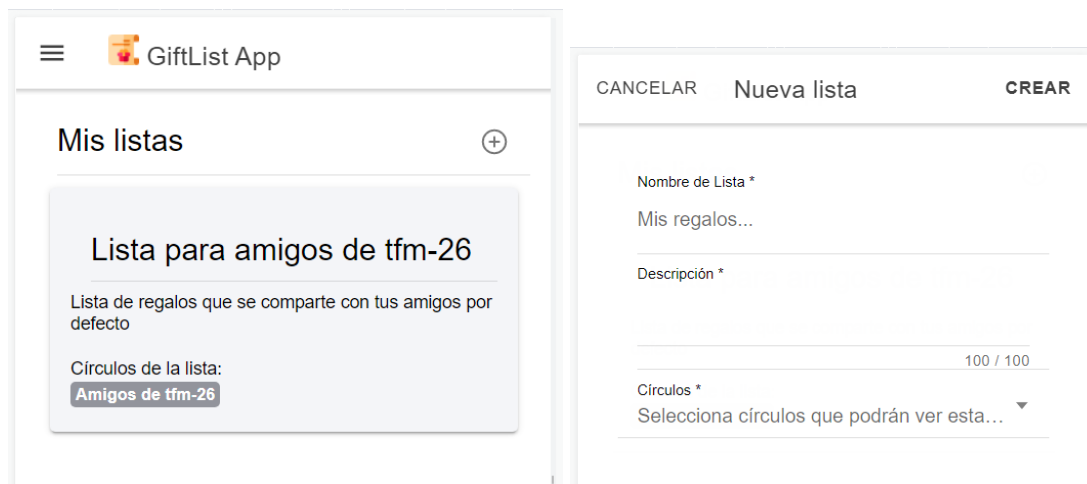 GiftList App
Mis listas
Lista para amigos de tfm-26
Lista de regalos que se comparte con tus amigos por
defecto
Círculos de la lista:
Amigos de tfm-26
CANCELAR Nueva lista CREAR
Nombre de Lista *
Mis regalos...
Descripción *
100 / 100
Círculos *
Selecciona círculos que podrán ver esta...